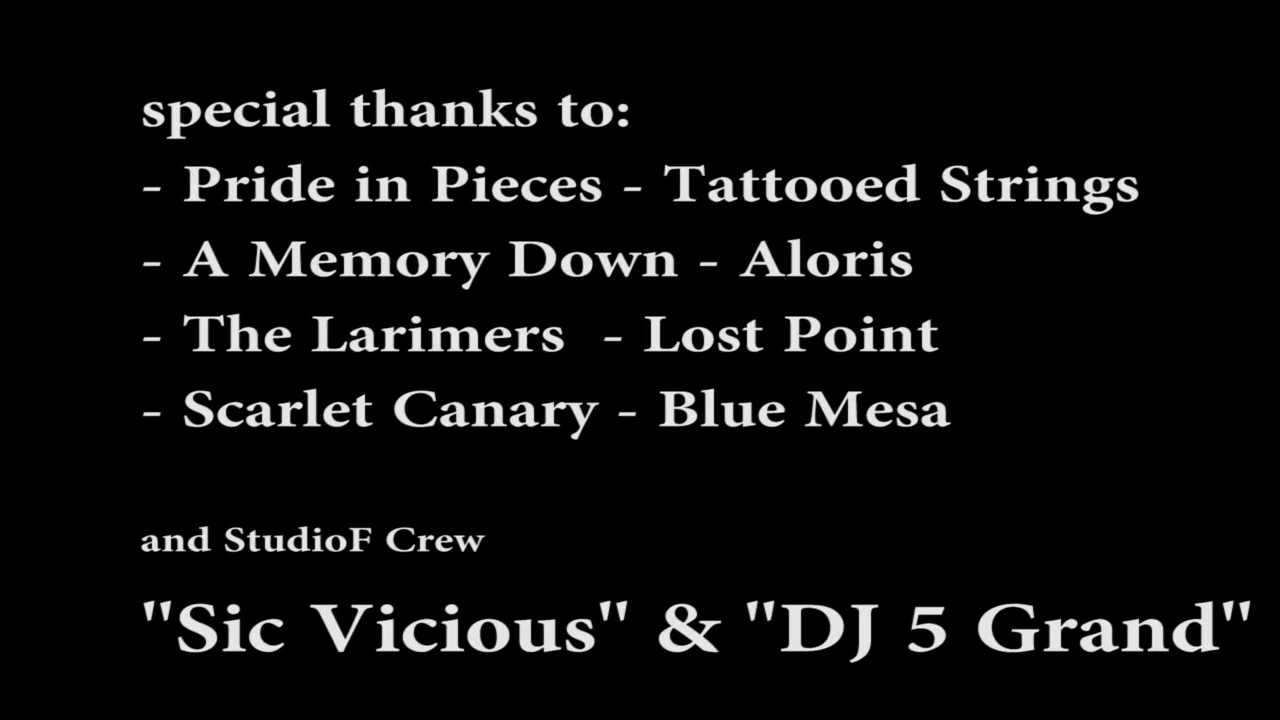 special thanks to:
- Pride in Pieces - Tattooed Strings
- A Memory Down - Aloris
- The Larimers  - Lost Point
- Scarlet Canary - Blue Mesa
and StudioF Crew
"Sic Vicious" & "DJ 5 Grand"